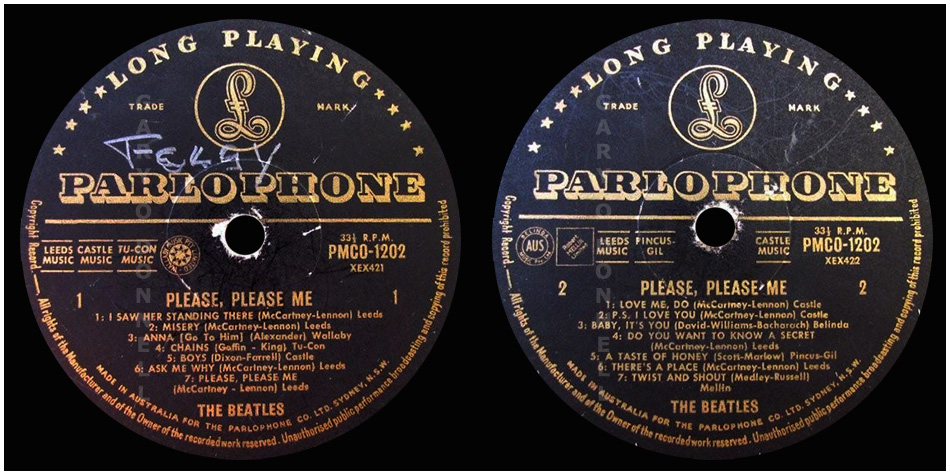 LONG PLAYING
TRADE MARK
£
PARLOPHONE
33⅓ R.P.M.
PMCO-1202
XEX421
LEEDS MUSIC
CASTLE MUSIC
TU-CON MUSIC
1 PLEASE, PLEASE ME 1
1: I SAW HER STANDING THERE (McCartney-Lennon) Leeds
2: MISERY (McCartney-Lennon) Leeds
3: ANNA (Go To Him) (Alexander) Wallaby
4: CHAINS (Goffin - King) Tu-Con
5: BOYS (Dixon-Farrell) Castle
6: ASK ME WHY (McCartney-Lennon) Leeds
7: PLEASE, PLEASE ME
(McCartney - Lennon) Leeds
THE BEATLES
MADE IN AUSTRALIA FOR THE PARLOPHONE CO. LTD. SYDNEY, N.S.W.
Copyright Record — All rights of the Manufacturer and of the Owner of the recorded work reserved. Unauthorised public performance broadcasting and copying of this record prohibited
LONG PLAYING
TRADE MARK
£
PARLOPHONE
33⅓ R.P.M.
PMCO-1202
XEX422
BELINDA
AUS
LEEDS MUSIC
PINCUS-GIL
CASTLE MUSIC
2 PLEASE, PLEASE ME 2
1: LOVE ME, DO (McCartney-Lennon) Castle
2: P.S. I LOVE YOU (McCartney-Lennon) Castle
3: BABY, IT'S YOU (David-Williams-Bacharach) Belinda
4: DO YOU WANT TO KNOW A SECRET
(McCartney-Lennon) Leeds
5: A TASTE OF HONEY (Scott-Marlow) Pincus-Gil
6: THERE'S A PLACE (McCartney-Lennon) Leeds
7: TWIST AND SHOUT (Medley-Russell)
Mellin
THE BEATLES
MADE IN AUSTRALIA FOR THE PARLOPHONE CO. LTD. SYDNEY, N.S.W.
Copyright Record — All rights of the Manufacturer and of the Owner of the recorded work reserved. Unauthorised public performance broadcasting and copying of this record prohibited